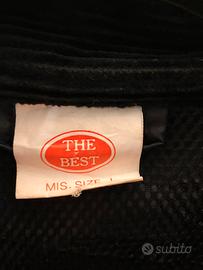 THE
BEST
MIS. SIZE L
subito